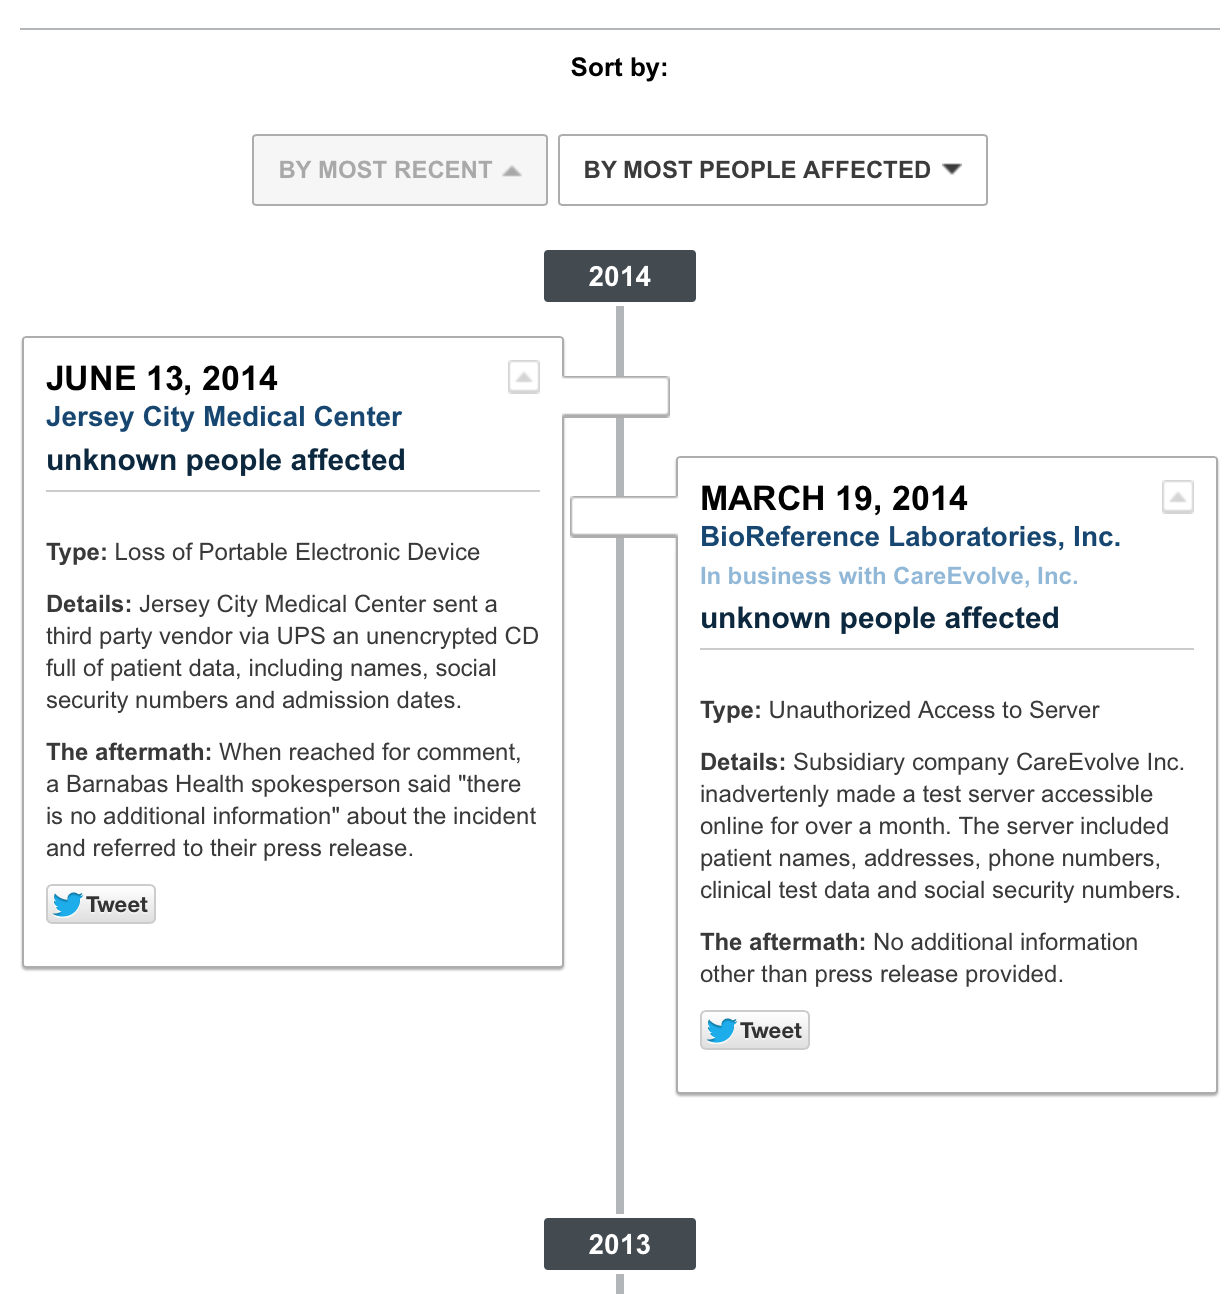 Sort by:
BY MOST RECENT
BY MOST PEOPLE AFFECTED
2014
JUNE 13, 2014
Jersey City Medical Center
unknown people affected
Type: Loss of Portable Electronic Device
Details: Jersey City Medical Center sent a
third party vendor via UPS an unencrypted CD
full of patient data, including names, social
security numbers and admission dates.
The aftermath: When reached for comment,
a Barnabas Health spokesperson said "there
is no additional information" about the incident
and referred to their press release.
Tweet
MARCH 19, 2014
BioReference Laboratories, Inc.
In business with CareEvolve, Inc.
unknown people affected
Type: Unauthorized Access to Server
Details: Subsidiary company CareEvolve Inc.
inadvertenly made a test server accessible
online for over a month. The server included
patient names, addresses, phone numbers,
clinical test data and social security numbers.
The aftermath: No additional information
other than press release provided.
Tweet
2013